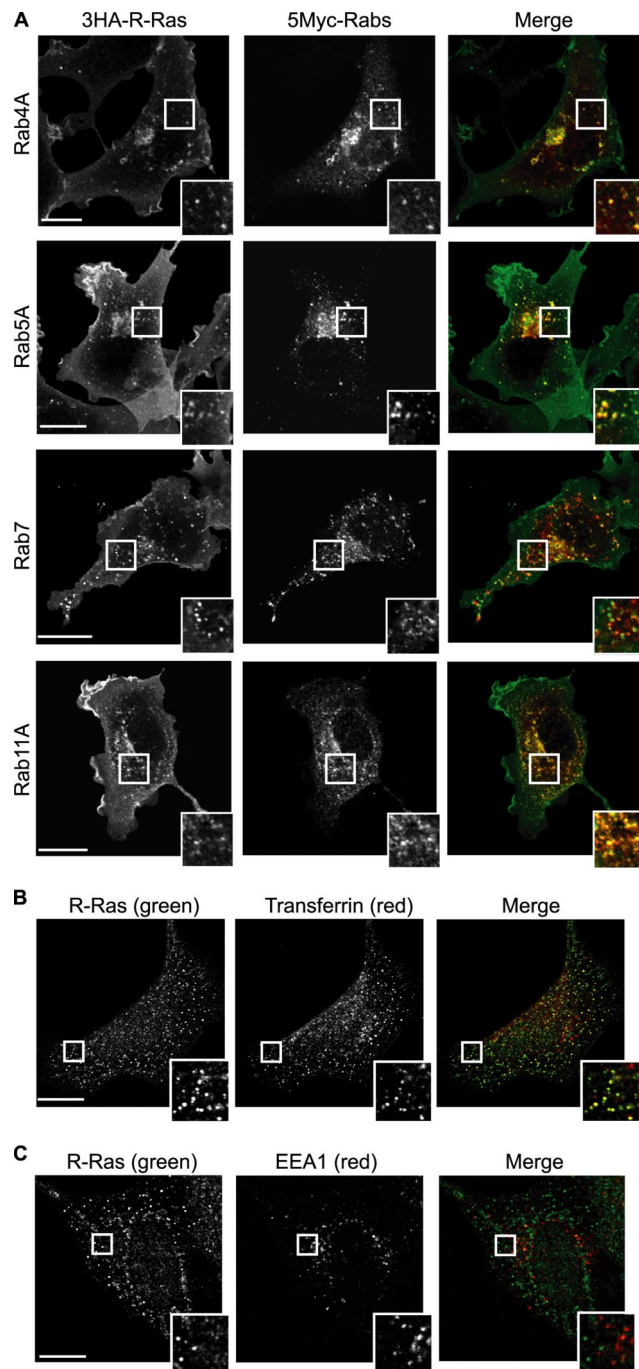 A
3HA-R-Ras 5Myc-Rabs Merge
Rab4A
Rab5A
Rab7
Rab11A
B
R-Ras (green) Transferrin (red) Merge
C
R-Ras (green) EEA1 (red) Merge